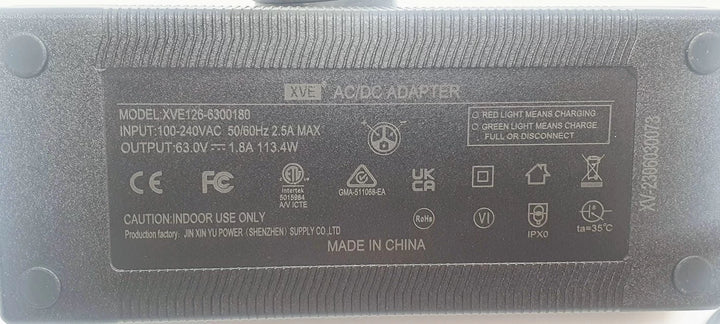 XVE AC/DC ADAPTER
MODEL:XVE126-6300180
INPUT:100-240VAC 50/60Hz 2.5A MAX
OUTPUT:63.0V⎓1.8A 113.4W
RED LIGHT MEANS CHARGING
GREEN LIGHT MEANS CHARGE
FULL OR DISCONNECT
CE FC ETL Intertek 5015984 A/V ICTE
GMA-511068-EA
UK CA
CAUTION:INDOOR USE ONLY
RoHS VI IPX0 ta=35℃
Production factory: JIN XIN YU POWER (SHENZHEN) SUPPLY CO.,LTD
MADE IN CHINA
XV-2306030073